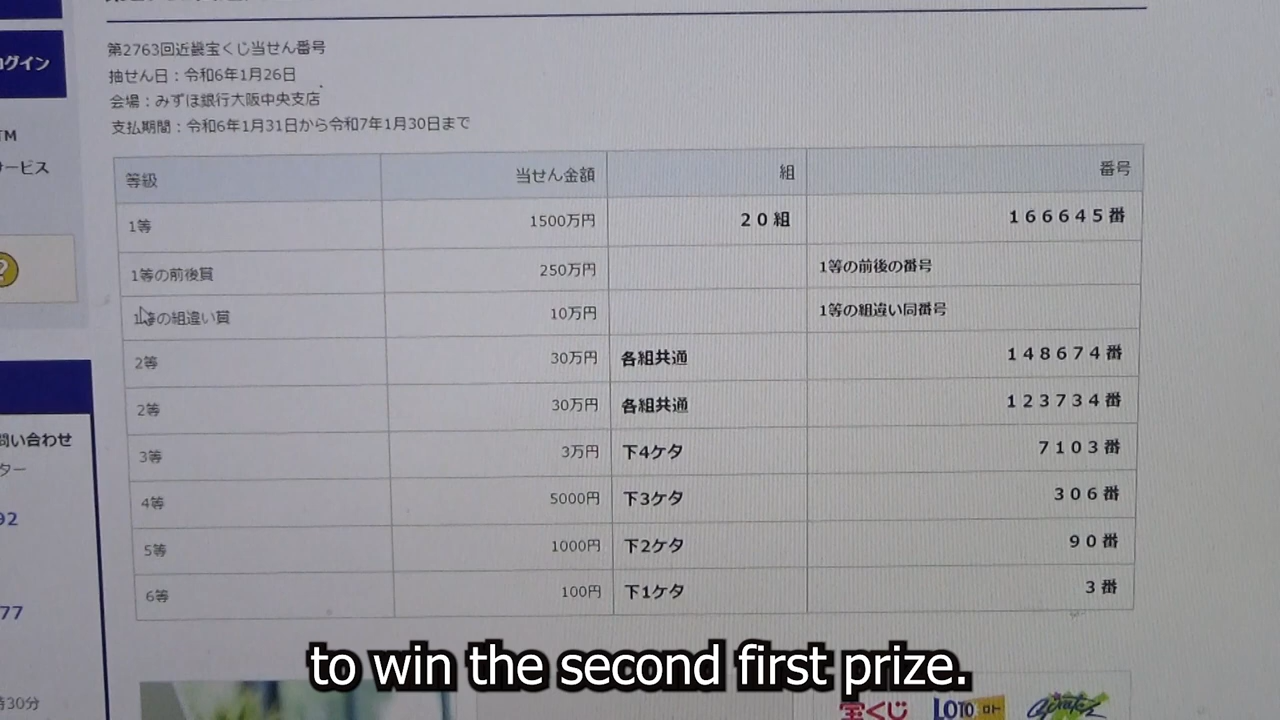 ログイン
TM
サービス
問い合わせ
ター
92
77
時30分
第2763回近畿宝くじ当せん番号
抽せん日：令和6年1月26日
会場：みずほ銀行大阪中央支店
支払期間：令和6年1月31日から令和7年1月30日まで
等級 当せん金額 組 番号
1等 1500万円 20組 166645番
1等の前後賞 250万円 1等の前後の番号
1等の組違い賞 10万円 1等の組違い同番号
2等 30万円 各組共通 148674番
2等 30万円 各組共通 123734番
3等 3万円 下4ケタ 7103番
4等 5000円 下3ケタ 306番
5等 1000円 下2ケタ 90番
6等 100円 下1ケタ 3番
to win the second first prize.
宝くじ LOTO ロト Scratch